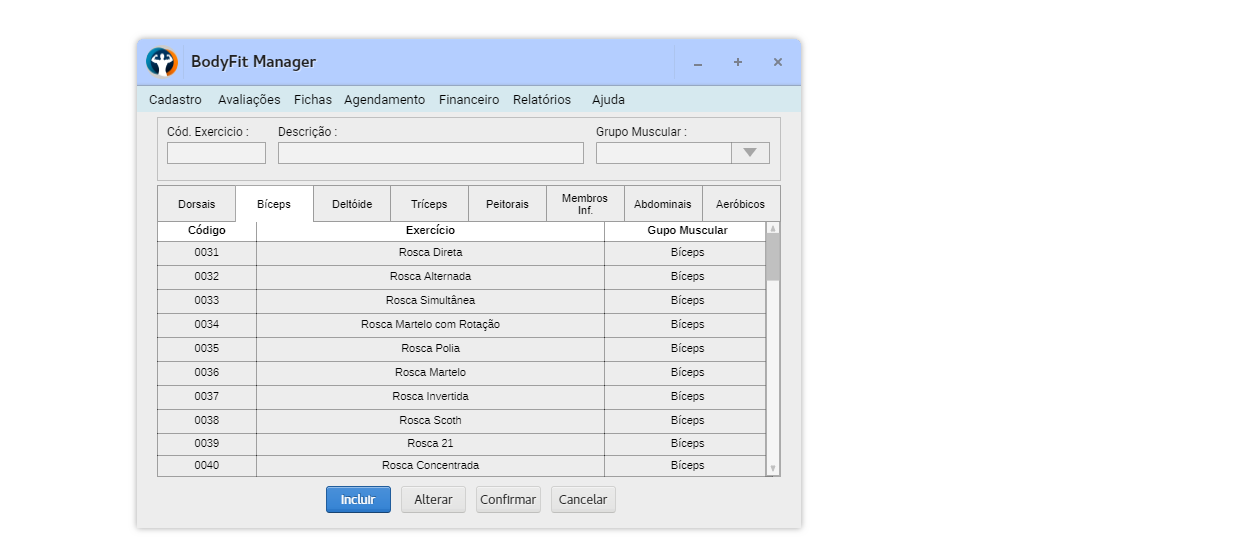 BodyFit Manager
Cadastro Avaliações Fichas Agendamento Financeiro Relatórios Ajuda
Cód. Exercicio : Descrição : Grupo Muscular :
Dorsais Bíceps Deltóide Tríceps Peitorais Membros Inf. Abdominais Aeróbicos
Código Exercício Gupo Muscular
0031 Rosca Direta Bíceps
0032 Rosca Alternada Bíceps
0033 Rosca Simultânea Bíceps
0034 Rosca Martelo com Rotação Bíceps
0035 Rosca Polia Bíceps
0036 Rosca Martelo Bíceps
0037 Rosca Invertida Bíceps
0038 Rosca Scoth Bíceps
0039 Rosca 21 Bíceps
0040 Rosca Concentrada Bíceps
Incluir Alterar Confirmar Cancelar